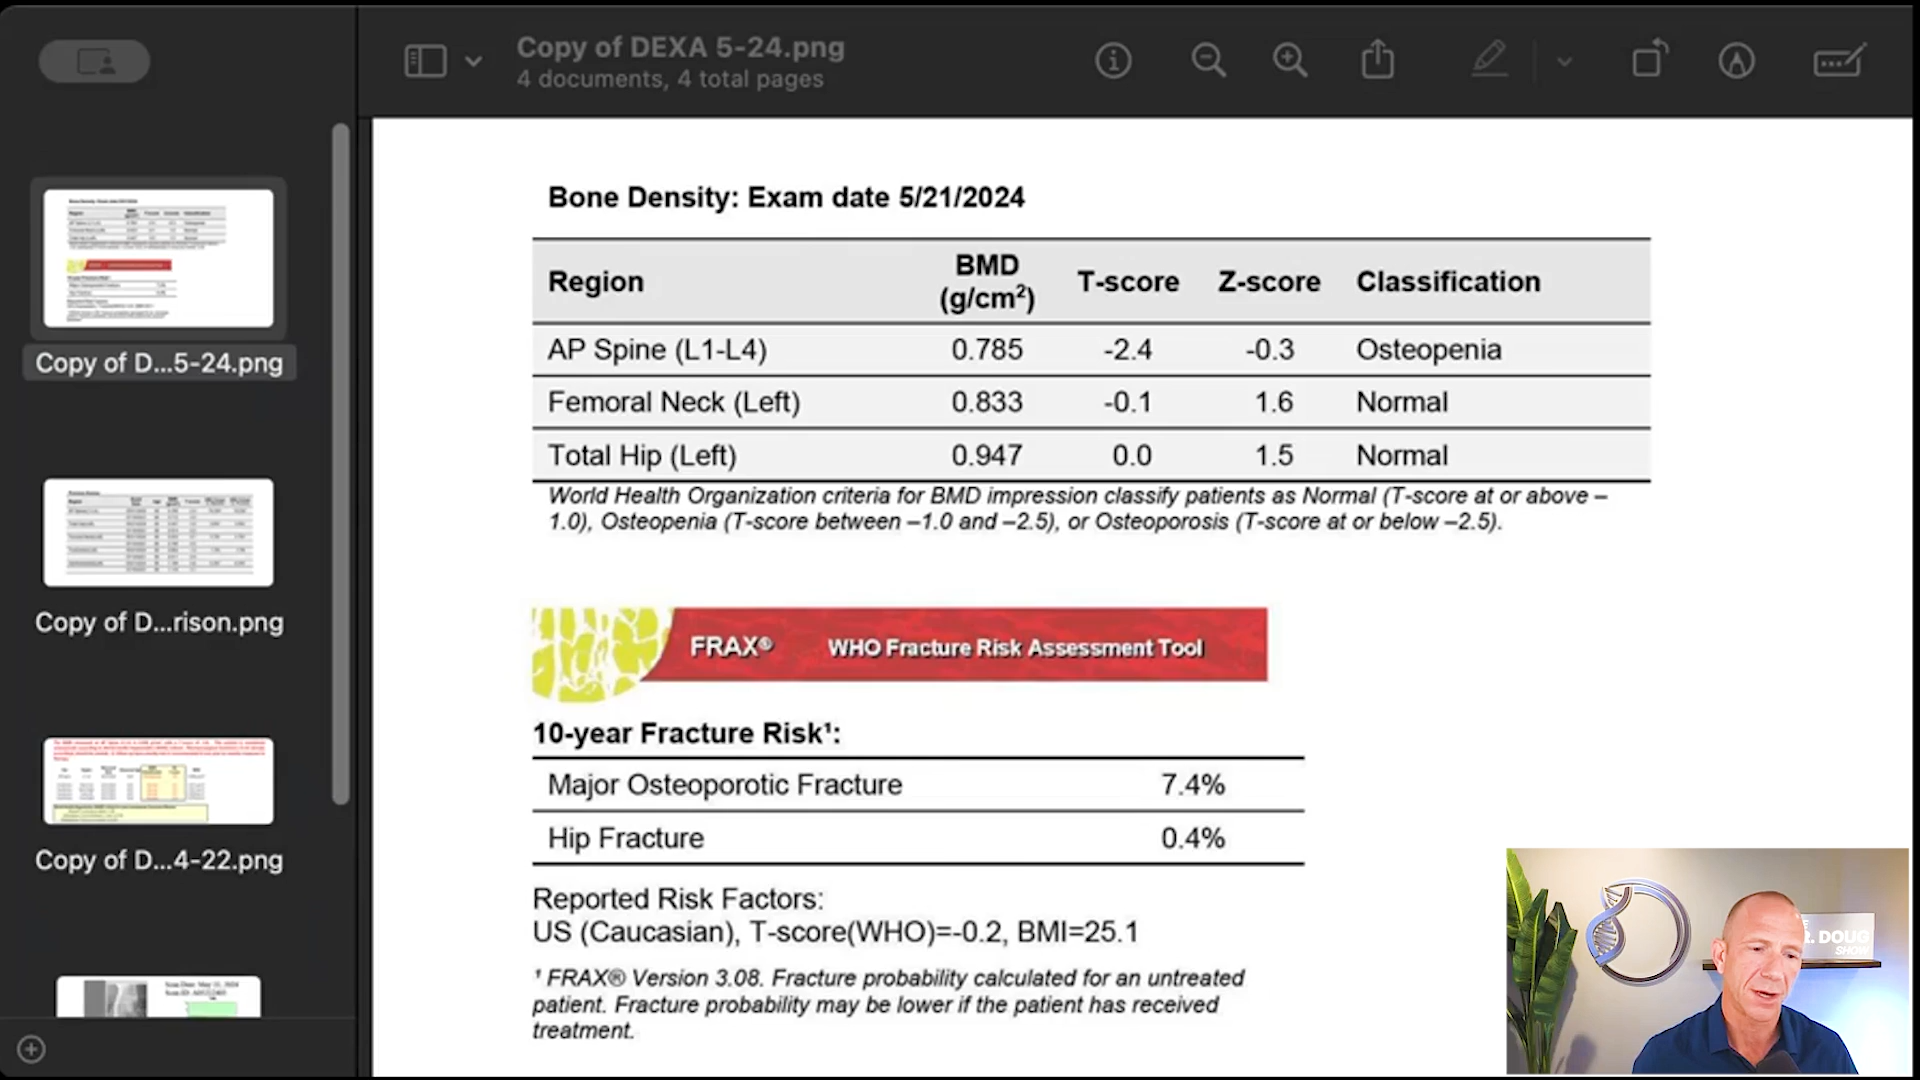 Copy of DEXA 5-24.png
4 documents, 4 total pages
Copy of D...5-24.png
Copy of D...rison.png
Copy of D...4-22.png
Bone Density: Exam date 5/21/2024
Region BMD (g/cm²) T-score Z-score Classification
AP Spine (L1-L4) 0.785 -2.4 -0.3 Osteopenia
Femoral Neck (Left) 0.833 -0.1 1.6 Normal
Total Hip (Left) 0.947 0.0 1.5 Normal
World Health Organization criteria for BMD impression classify patients as Normal (T-score at or above –
1.0), Osteopenia (T-score between –1.0 and –2.5), or Osteoporosis (T-score at or below –2.5).
FRAX® WHO Fracture Risk Assessment Tool
10-year Fracture Risk¹:
Major Osteoporotic Fracture 7.4%
Hip Fracture 0.4%
Reported Risk Factors:
US (Caucasian), T-score(WHO)=-0.2, BMI=25.1
¹ FRAX® Version 3.08. Fracture probability calculated for an untreated
patient. Fracture probability may be lower if the patient has received
treatment.
R. DOUG
SHOW